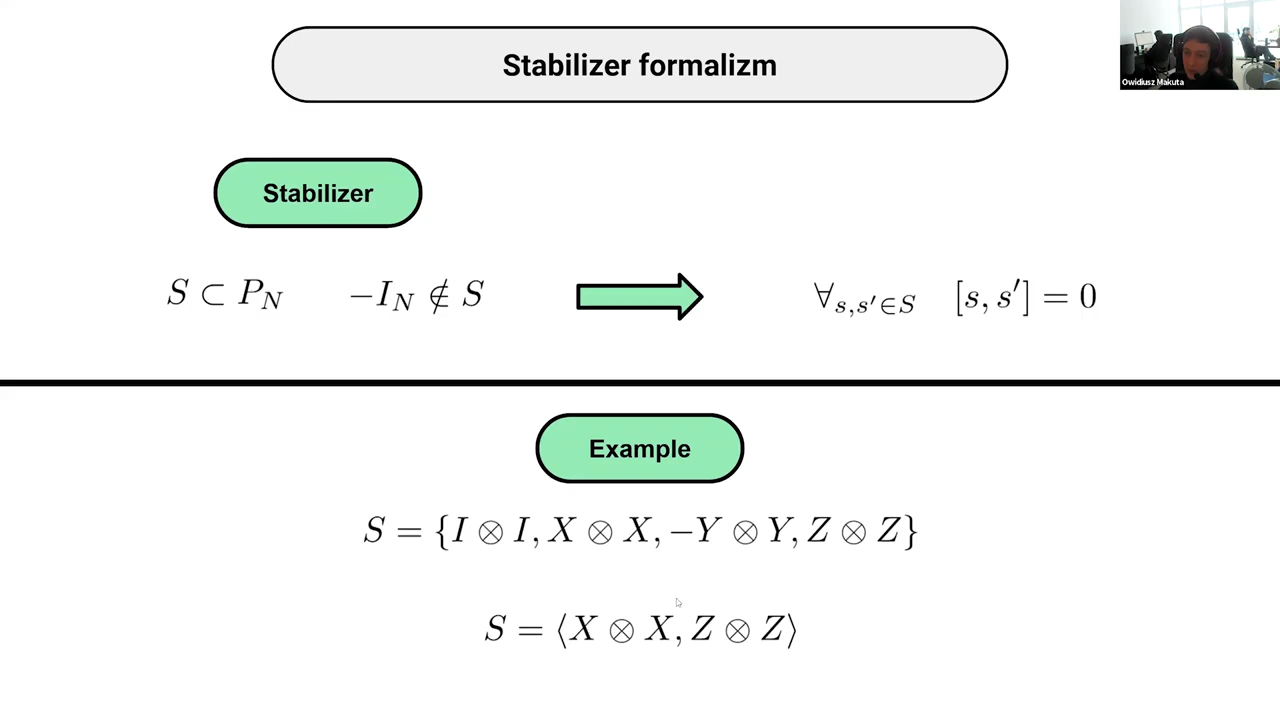 Stabilizer formalizm
Owidiusz Makuta
Stabilizer
S ⊂ P_N    −I_N ∉ S    ∀_{s,s′∈S}    [s, s′] = 0
Example
S = {I ⊗ I, X ⊗ X, −Y ⊗ Y, Z ⊗ Z}
S = ⟨X ⊗ X, Z ⊗ Z⟩